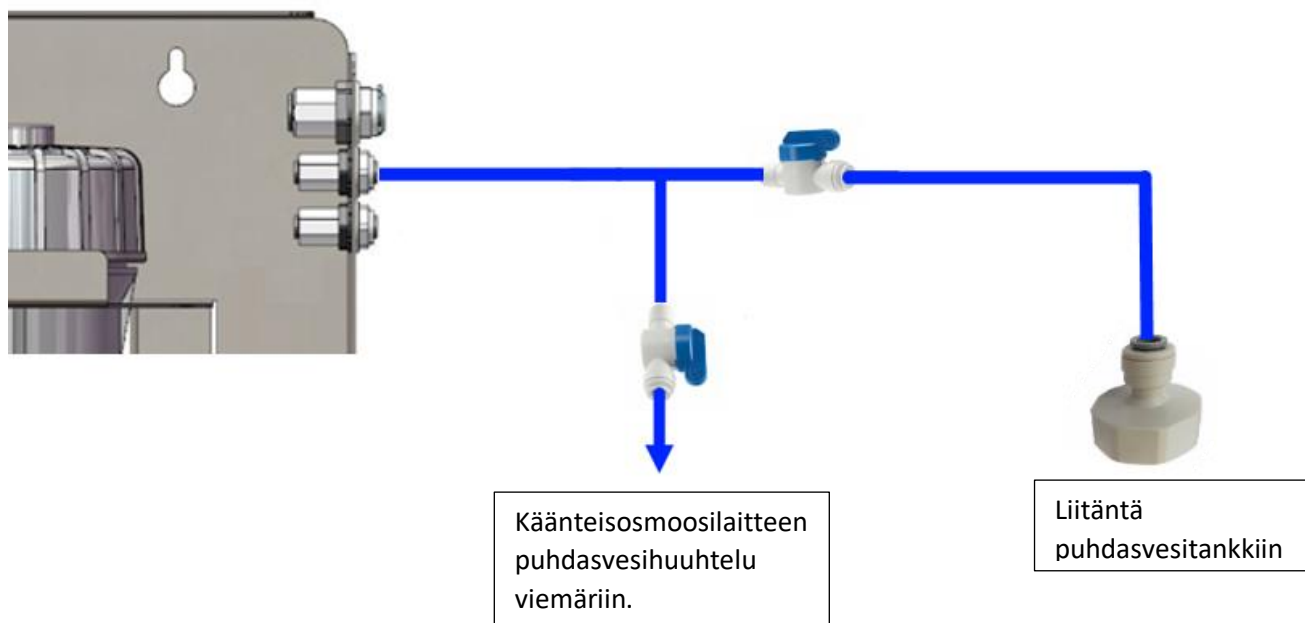 Käänteisosmoosilaitteen
puhdasvesihuuhtelu
viemäriin.
Liitäntä
puhdasvesitankkiin